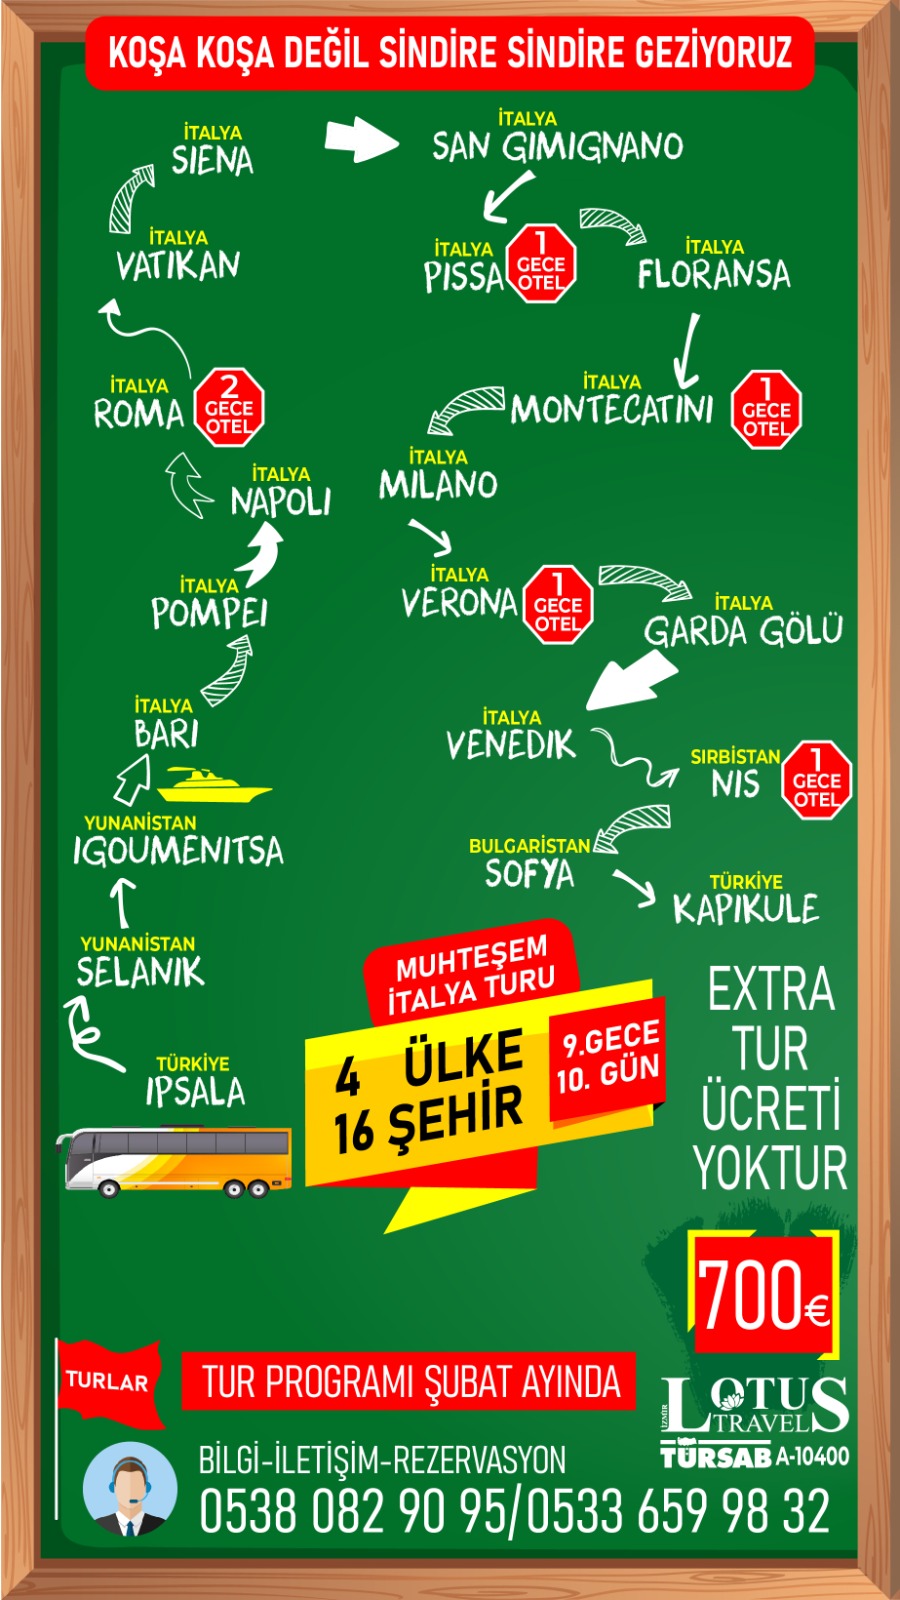 KOŞA KOŞA DEĞİL SİNDİRE SİNDİRE GEZİYORUZ
İTALYA
SIENA
İTALYA
SAN GIMIGNANO
İTALYA
VATIKAN
İTALYA
PISSA
1
GECE
OTEL
İTALYA
FLORANSA
İTALYA
ROMA
2
GECE
OTEL
İTALYA
MONTECATINI
1
GECE
OTEL
İTALYA
NAPOLI
İTALYA
MILANO
İTALYA
POMPEI
İTALYA
VERONA
1
GECE
OTEL
İTALYA
GARDA GÖLÜ
İTALYA
BARI
İTALYA
VENEDIK
SIRBİSTAN
NIS
1
GECE
OTEL
YUNANİSTAN
IGOUMENITSA
BULGARİSTAN
SOFYA
TÜRKİYE
KAPIKULE
YUNANİSTAN
SELANIK
TÜRKİYE
IPSALA
MUHTEŞEM
İTALYA TURU
4 ÜLKE
16 ŞEHİR
9.GECE
10. GÜN
EXTRA
TUR
ÜCRETİ
YOKTUR
700€
TURLAR
TUR PROGRAMI ŞUBAT AYINDA
İZMİR
LOTUS
TRAVEL
TÜRSAB A-10400
BİLGİ-İLETİŞİM-REZERVASYON
0538 082 90 95/0533 659 98 32